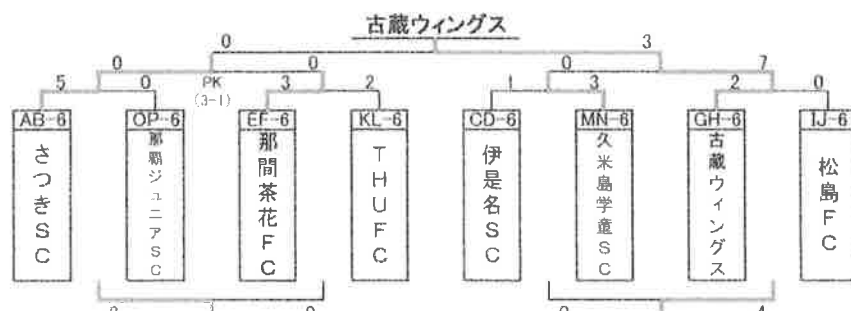 古蔵ウィングス
0 3
0 0 0 7
5 0 PK 3 2 1 3 2 0
(3-1)
AB-6 OP-6 EF-6 KL-6 CD-6 MN-6 GH-6 IJ-6
さつきSC
那覇ジュニアSC
那間茶花FC
THUFC
伊是名SC
久米島学童SC
古蔵ウィングス
松島FC